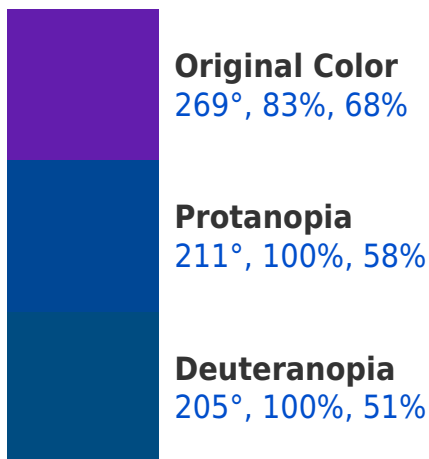 Original Color
269°, 83%, 68%
Protanopia
211°, 100%, 58%
Deuteranopia
205°, 100%, 51%